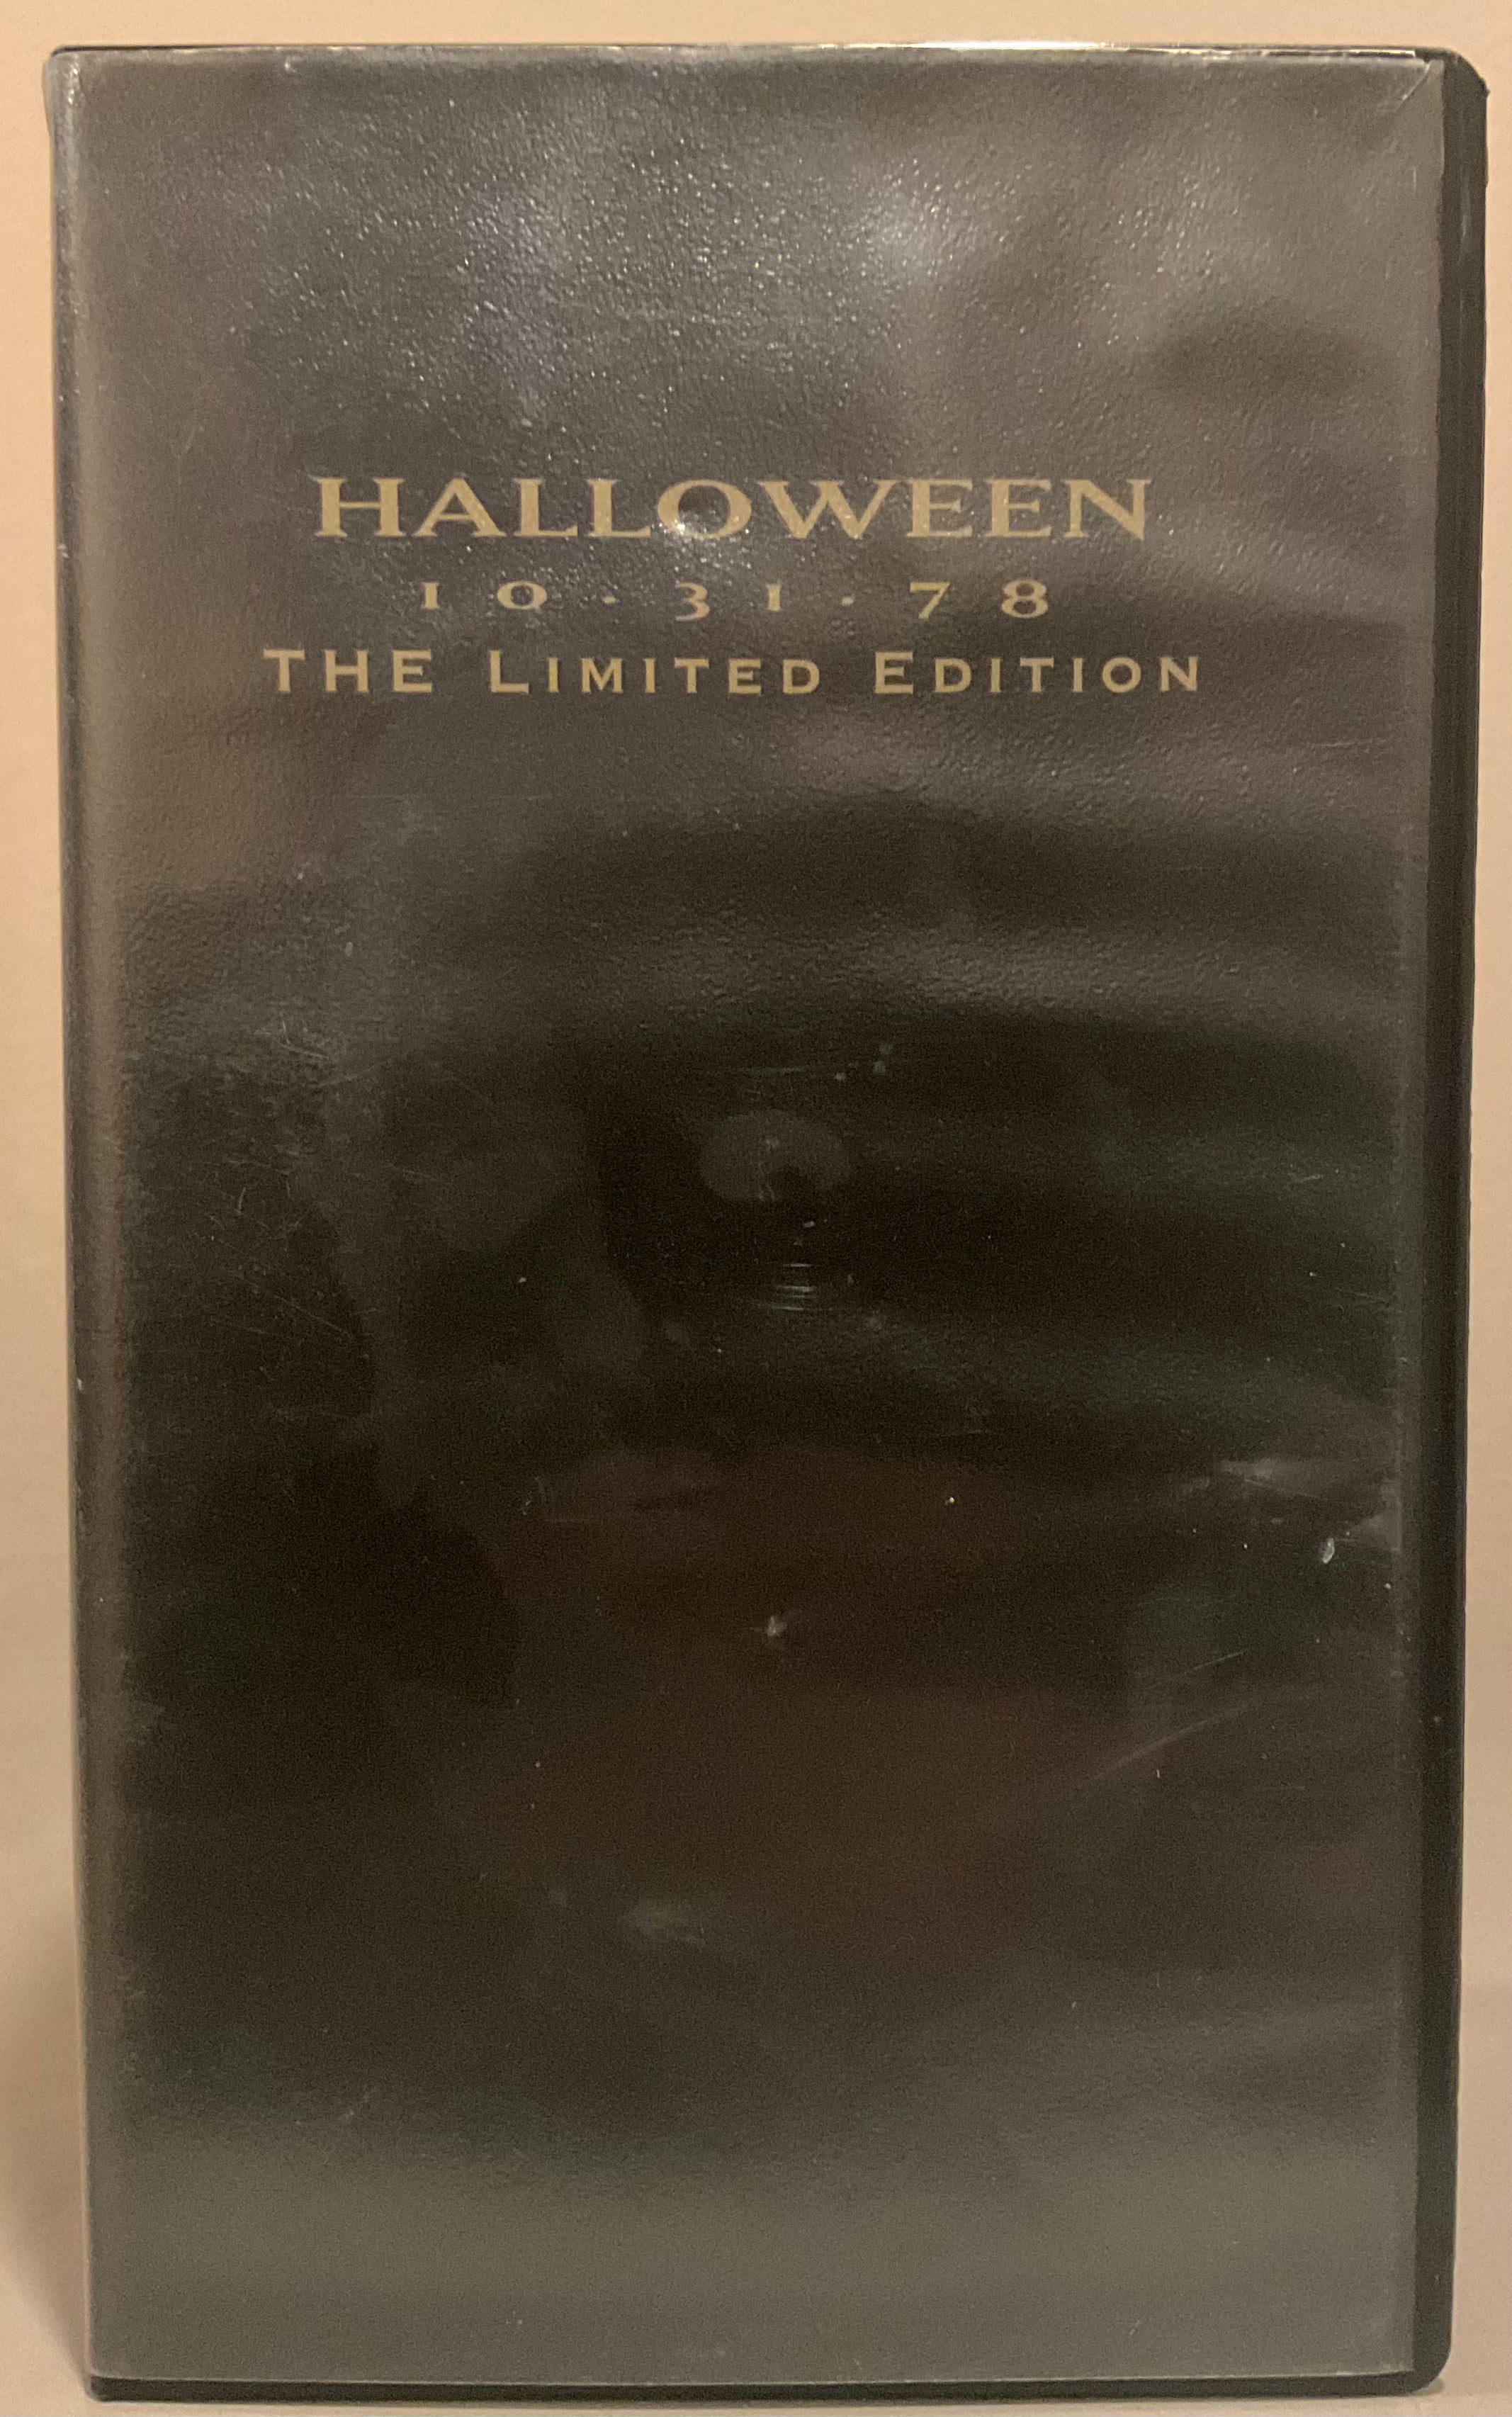 HALLOWEEN
10·31·78
THE LIMITED EDITION